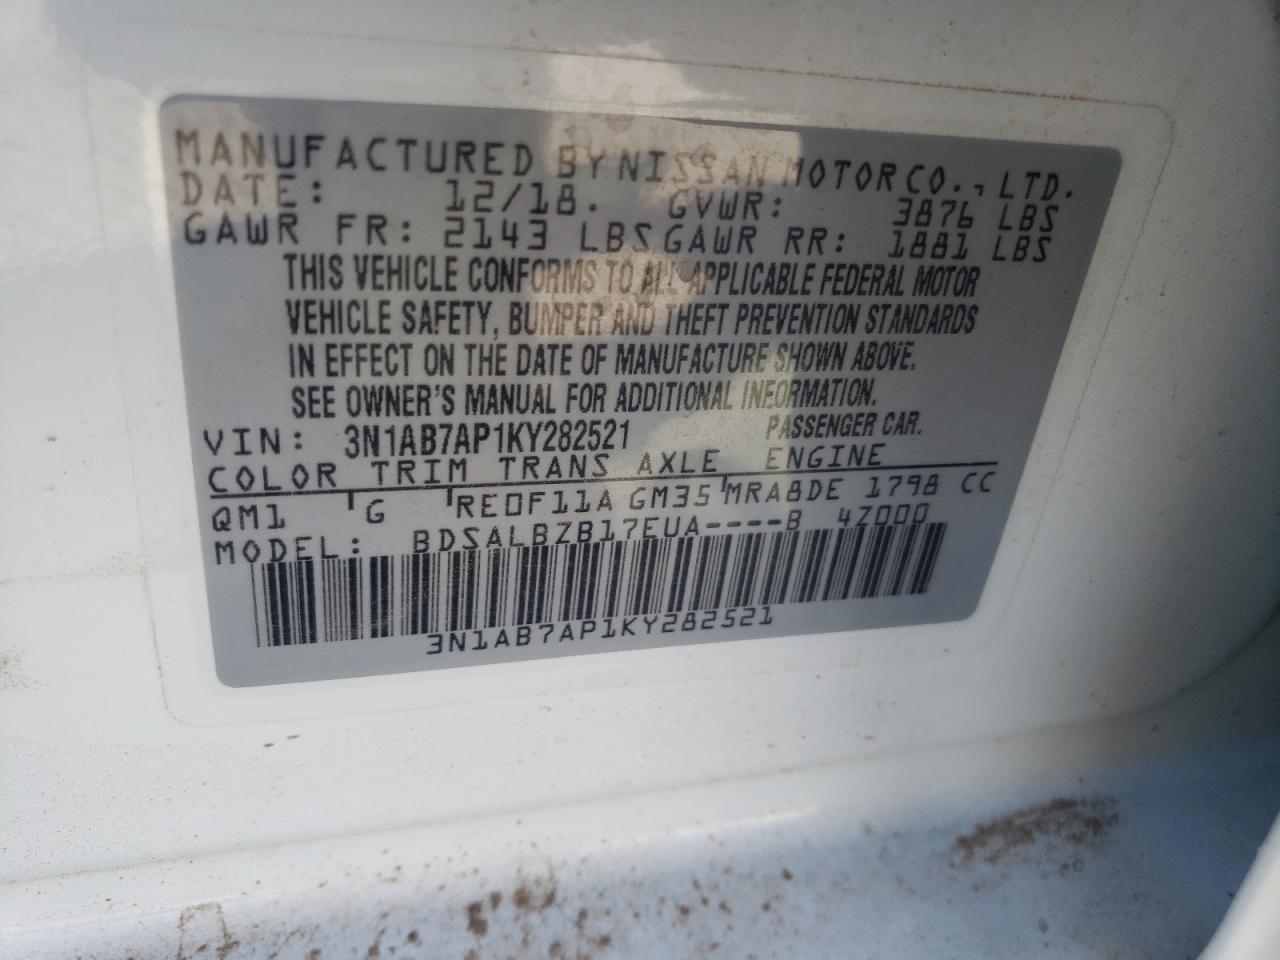 MANUFACTURED BY NISSAN MOTOR CO., LTD.
DATE: 12/18. GVWR: 3876 LBS
GAWR FR: 2143 LBS GAWR RR: 1881 LBS
THIS VEHICLE CONFORMS TO ALL APPLICABLE FEDERAL MOTOR
VEHICLE SAFETY, BUMPER AND THEFT PREVENTION STANDARDS
IN EFFECT ON THE DATE OF MANUFACTURE SHOWN ABOVE.
SEE OWNER'S MANUAL FOR ADDITIONAL INFORMATION.
VIN: 3N1AB7AP1KY282521 PASSENGER CAR.
COLOR TRIM TRANS AXLE ENGINE
QM1 G RE0F11A GM35 MRA8DE 1798 CC
MODEL: BDSALBZB17EUA----B 4Z000
3N1AB7AP1KY282521